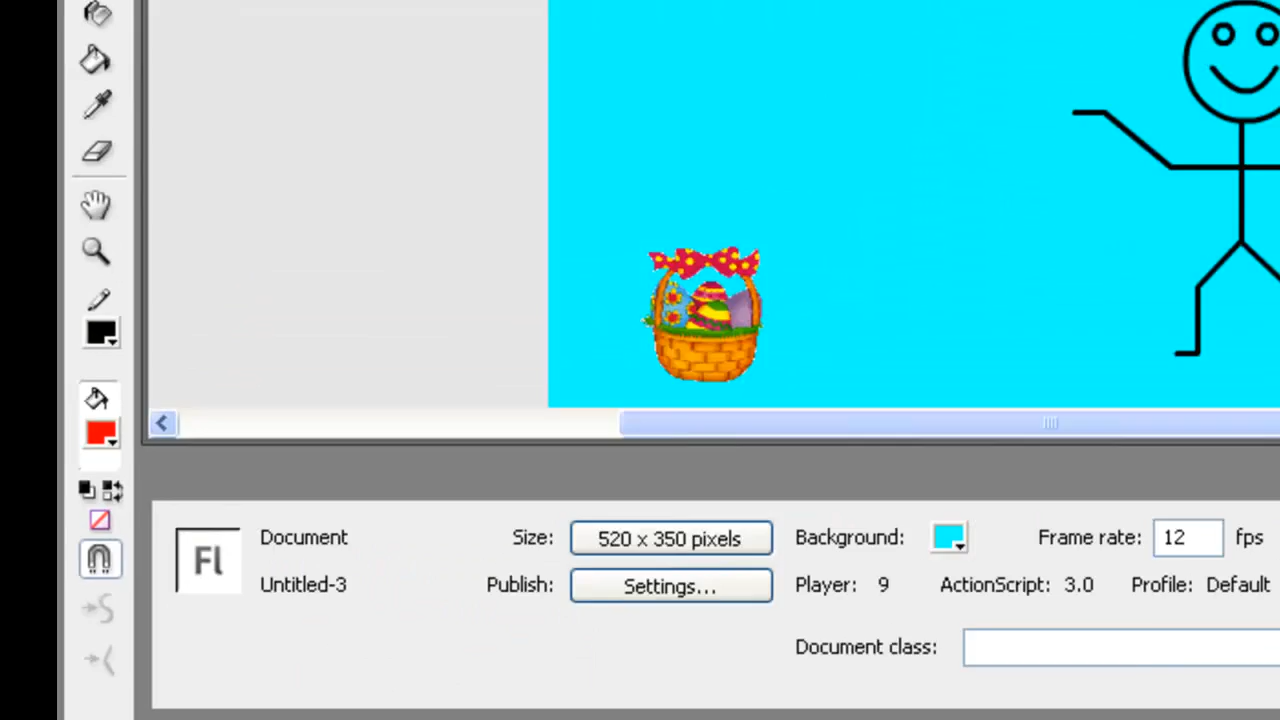 Document Size: 520 x 350 pixels Background: Frame rate: 12 fps
Fl
Untitled-3 Publish: Settings... Player: 9 ActionScript: 3.0 Profile: Default
Document class: